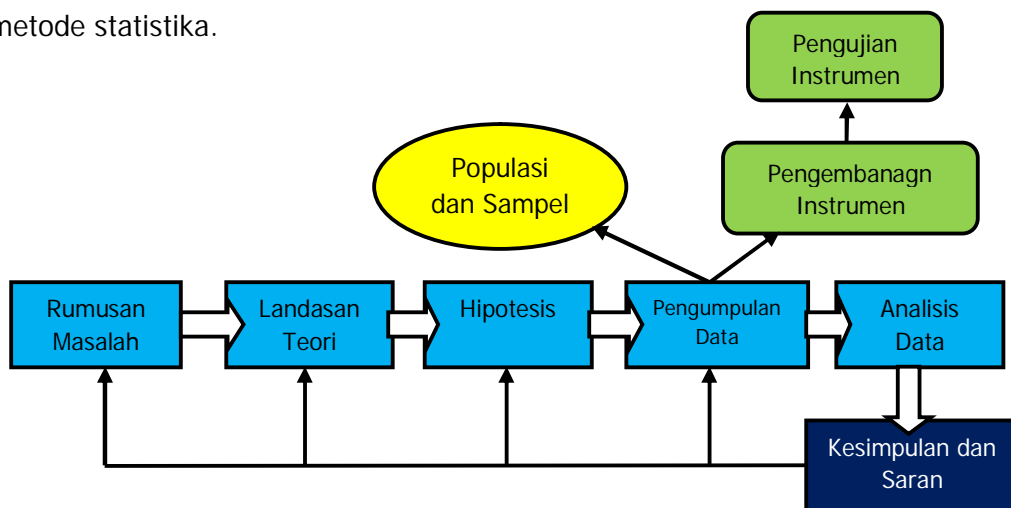 metode statistika.
Pengujian
Instrumen
Populasi
dan Sampel
Pengembanagn
Instrumen
Rumusan
Masalah
Landasan
Teori
Hipotesis
Pengumpulan
Data
Analisis
Data
Kesimpulan dan
Saran